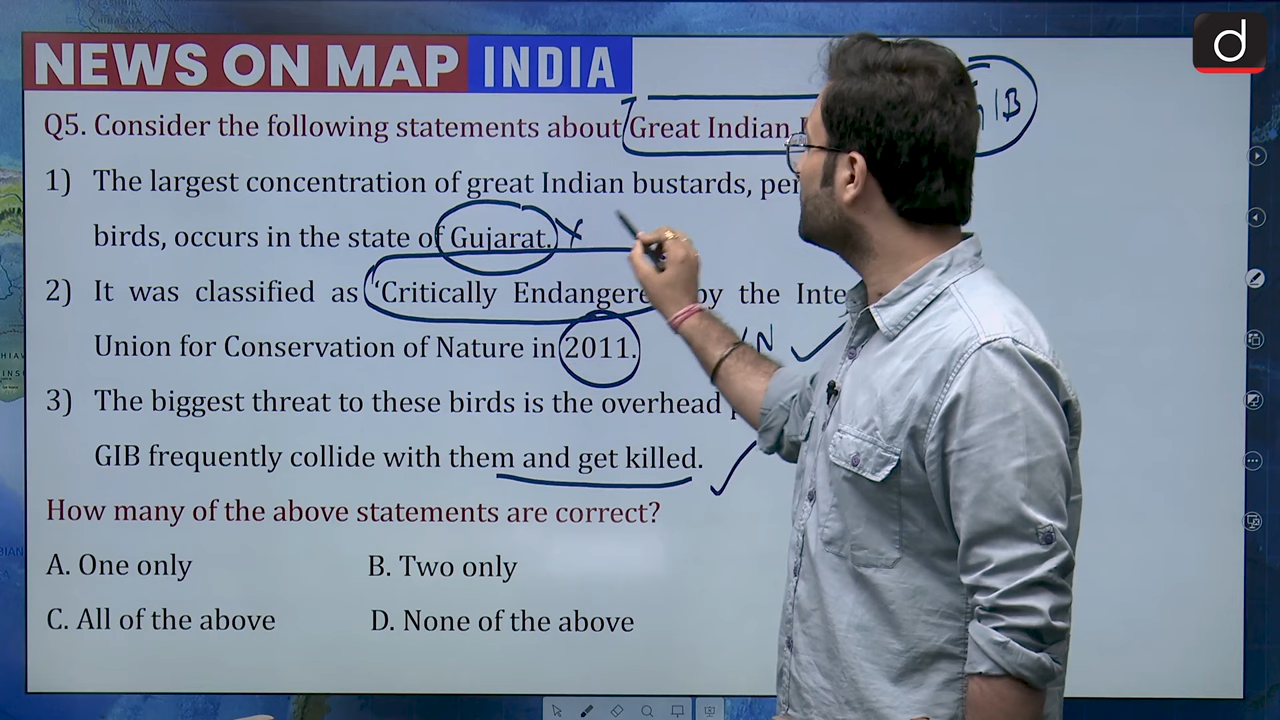 d
NEWS ON MAP INDIA
Q5. Consider the following statements about Great Indian
GIB
1) The largest concentration of great Indian bustards,
birds, occurs in the state of Gujarat. X
2) It was classified as 'Critically Endangere by the
Union for Conservation of Nature in 2011. N
3) The biggest threat to these birds is the overhead
GIB frequently collide with them and get killed.
How many of the above statements are correct?
A. One only B. Two only
C. All of the above D. None of the above